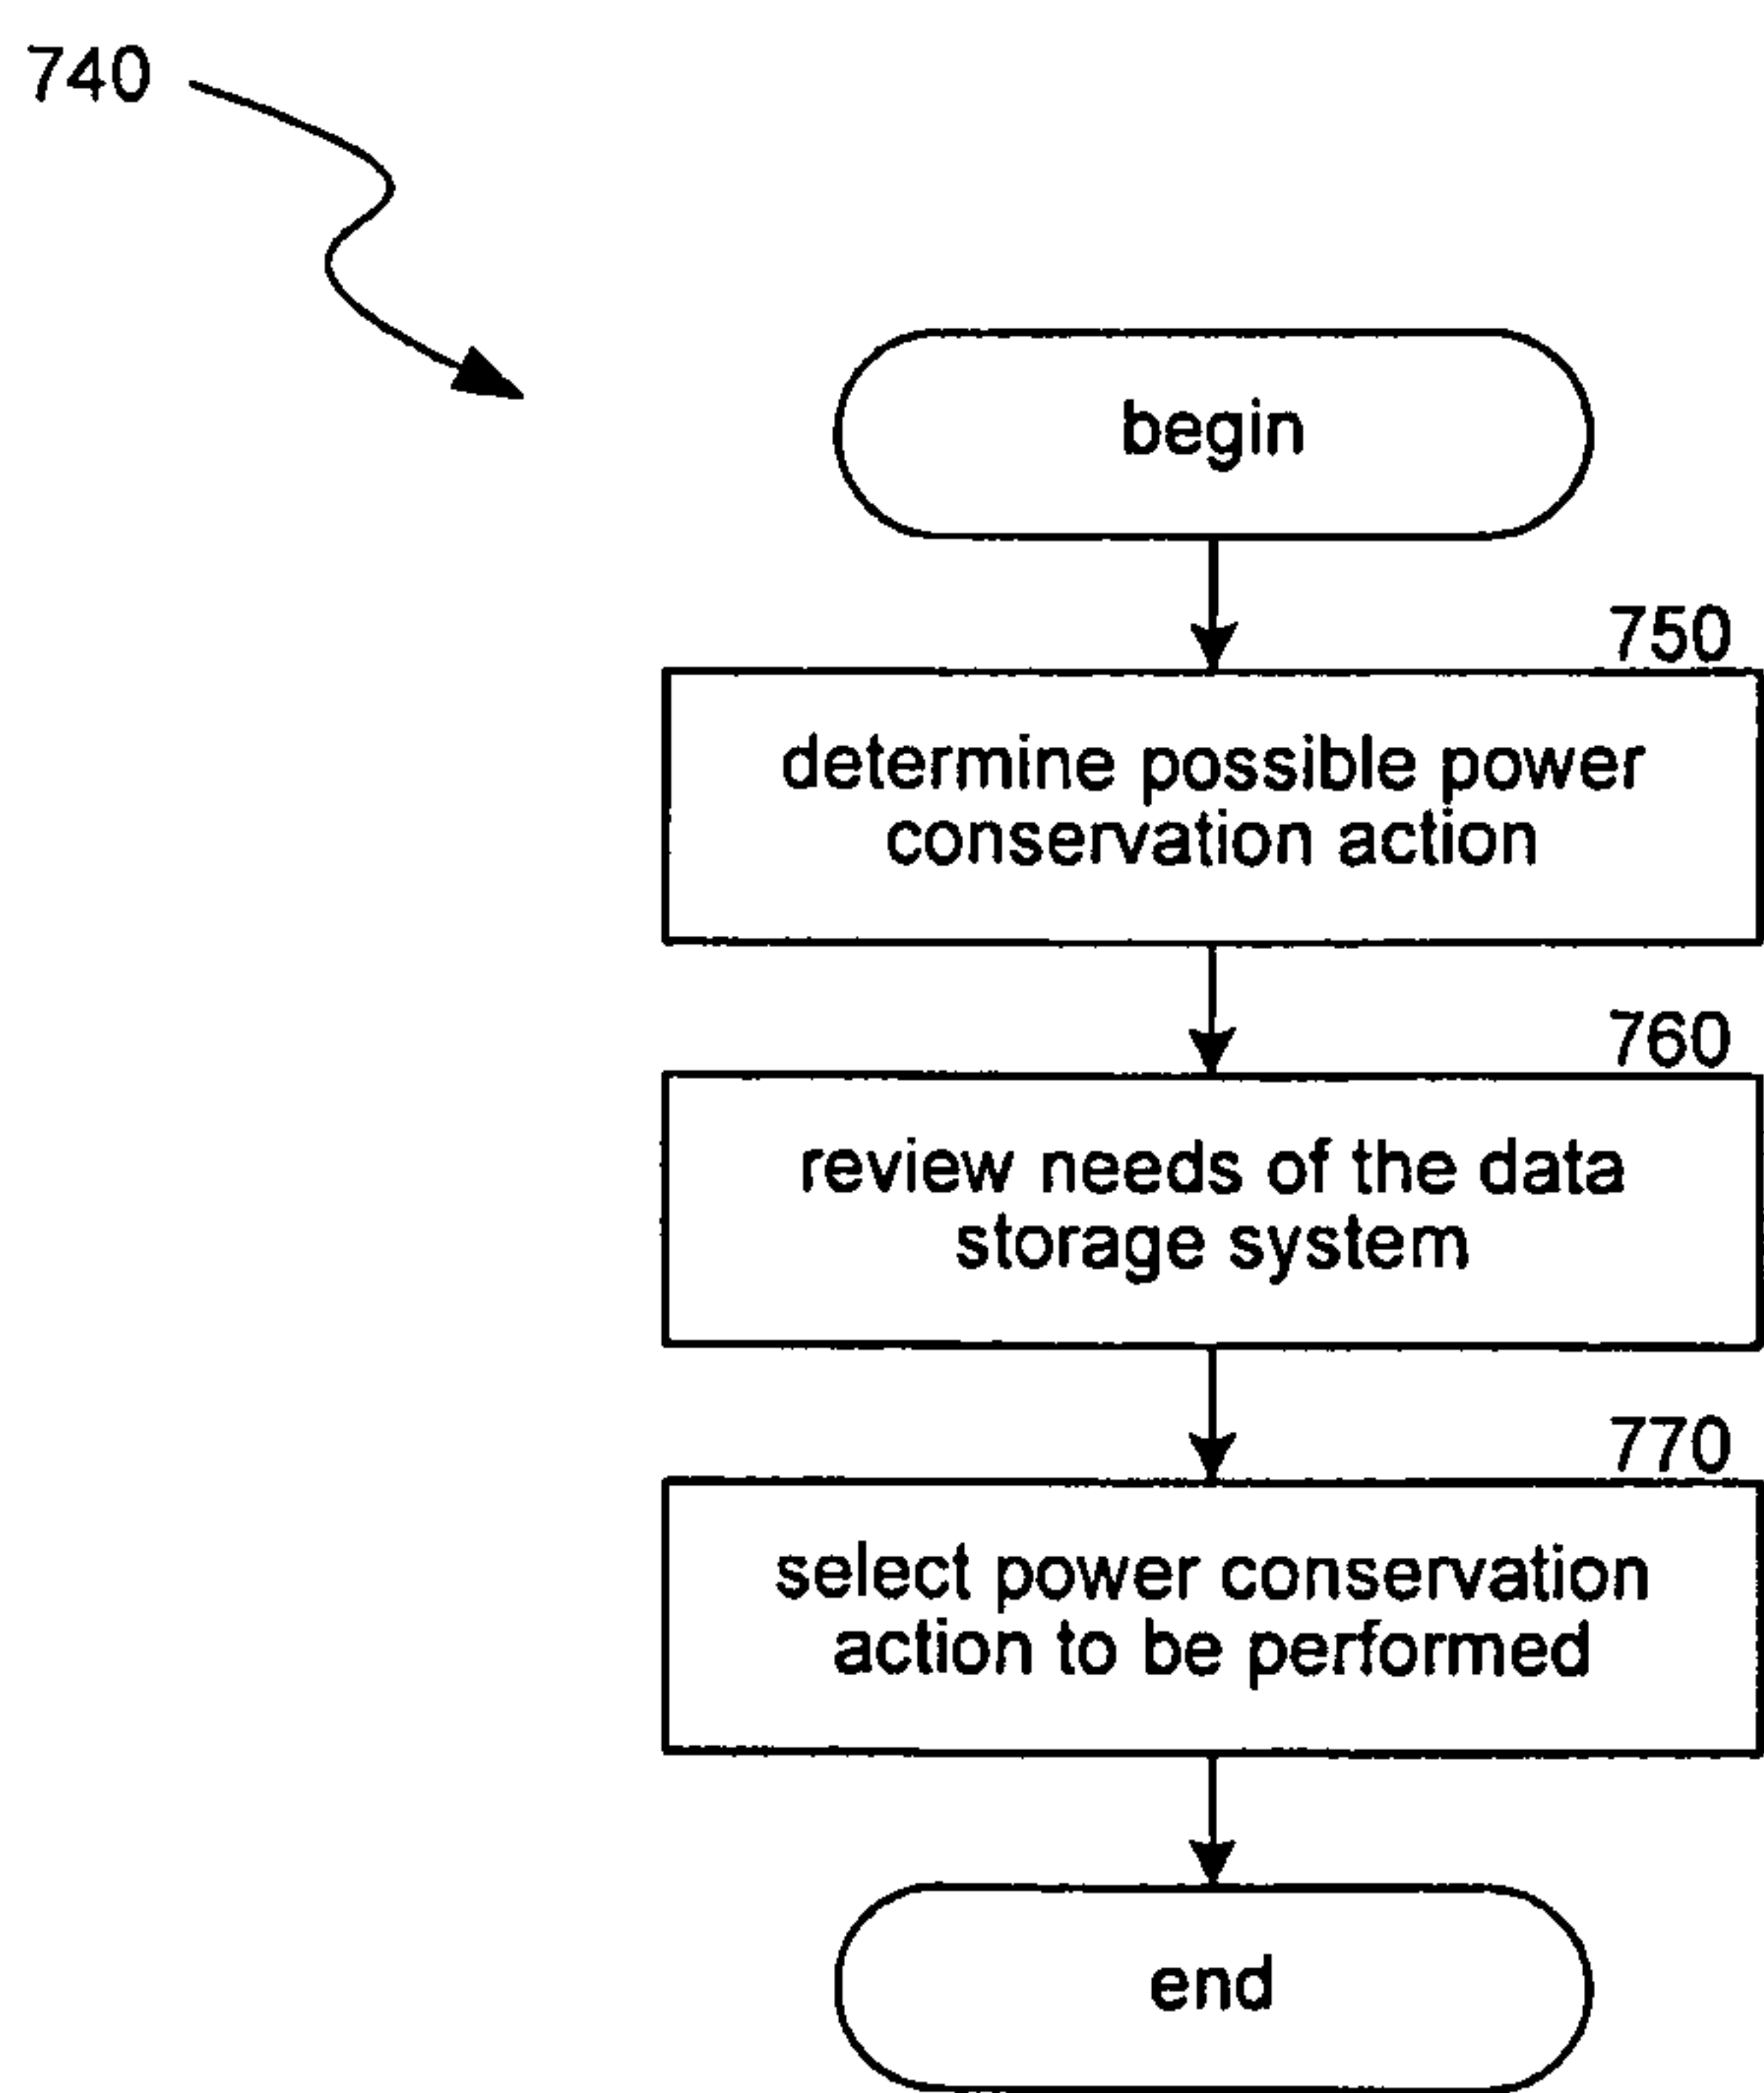 740
begin
750
determine possible power
conservation action
760
review needs of the data
storage system
770
select power conservation
action to be performed
end